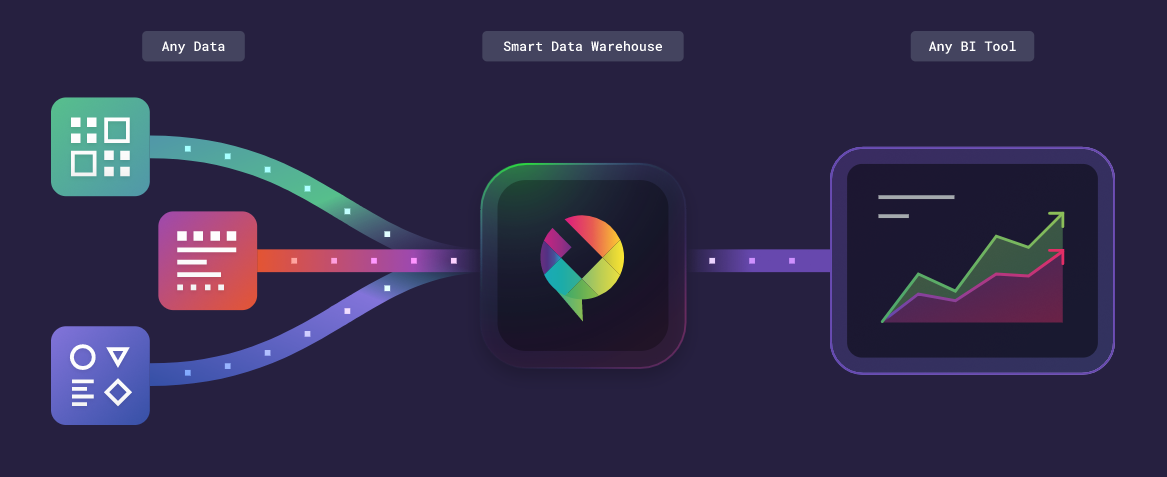 Any Data
Smart Data Warehouse
Any BI Tool